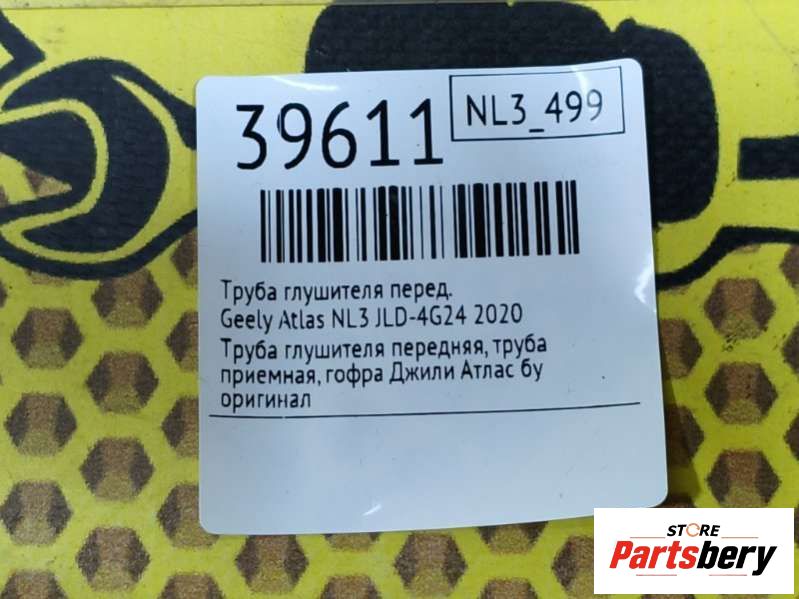 39611
NL3_499
Труба глушителя перед.
Geely Atlas NL3 JLD-4G24 2020
Труба глушителя передняя, труба
приемная, гофра Джили Атлас бу
оригинал
STORE
Partsbery